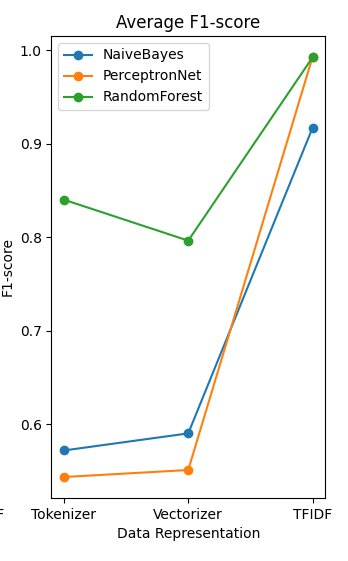 Average F1-score
NaiveBayes
PerceptronNet
RandomForest
1.0
0.9
0.8
0.7
0.6
F1-score
F
Tokenizer
Vectorizer
TFIDF
Data Representation